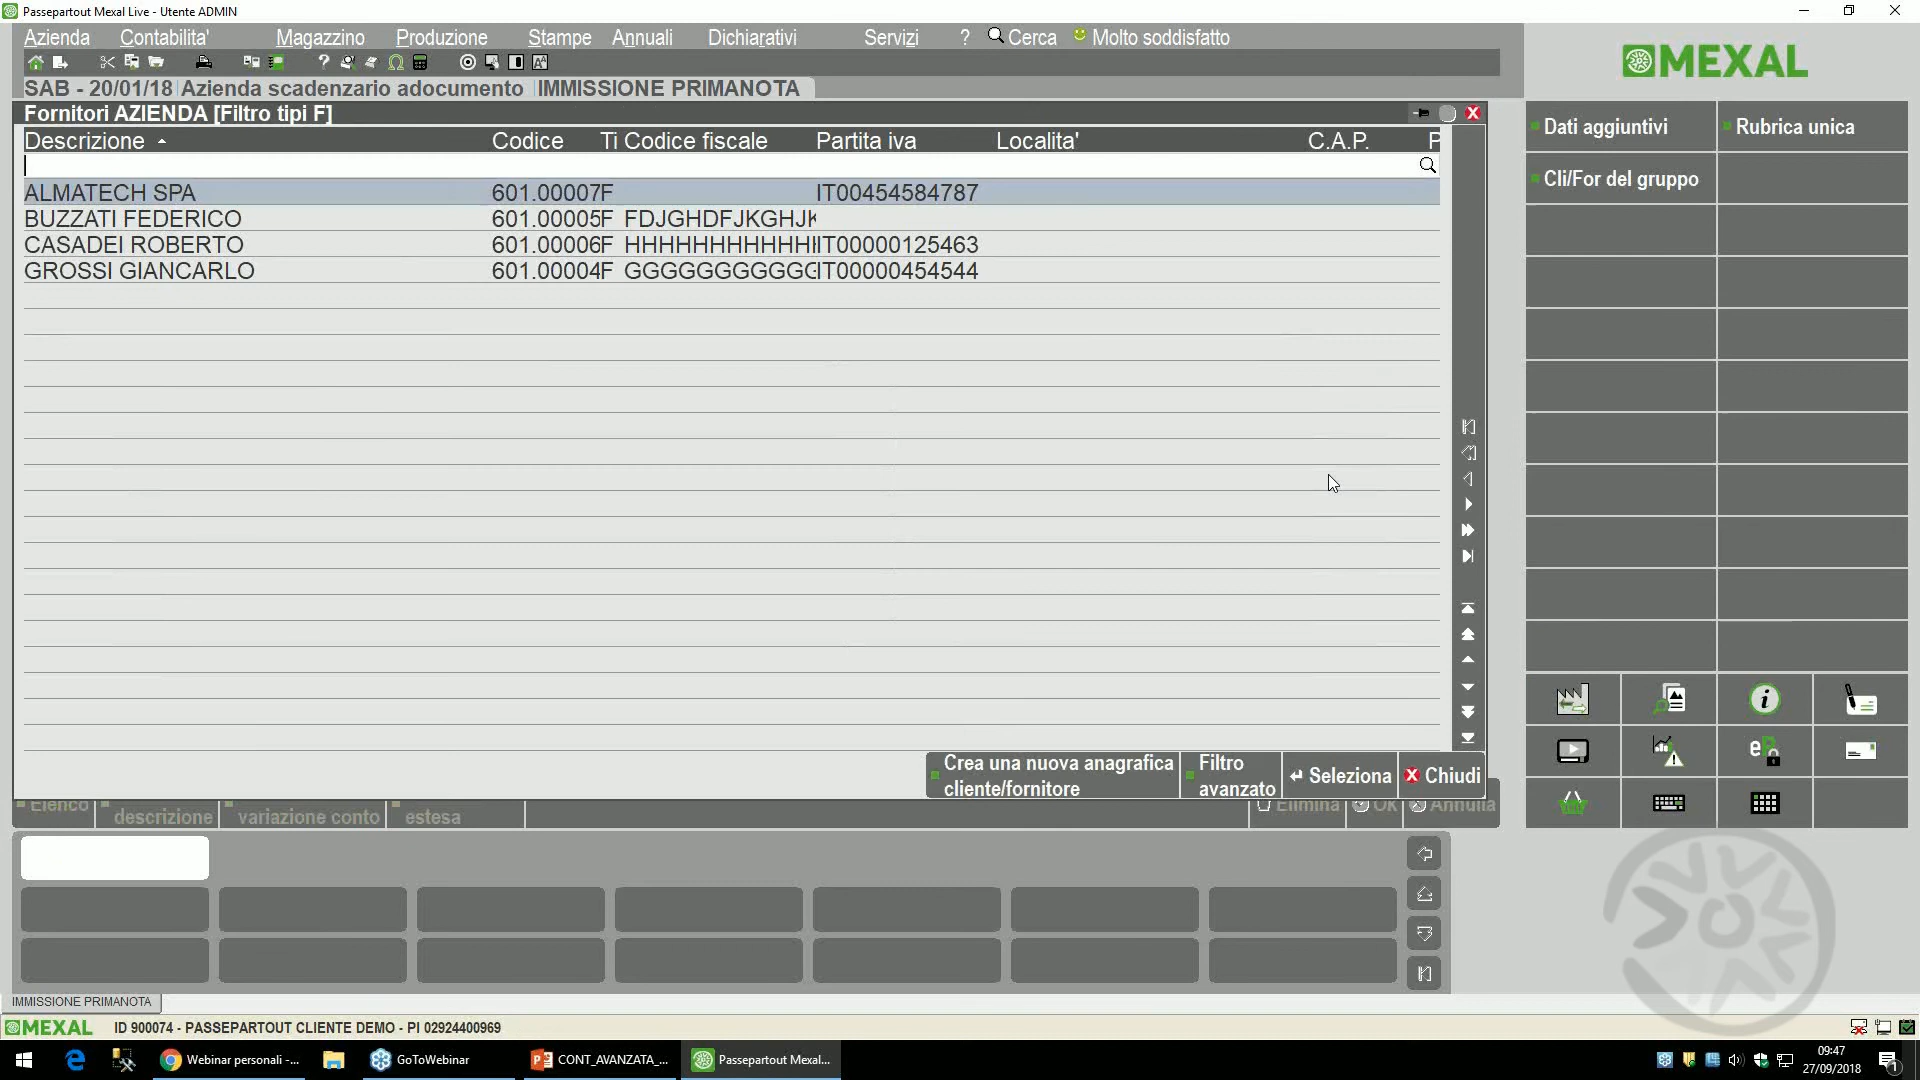 Passepartout Mexal Live - Utente ADMIN
Azienda Contabilita' Magazzino Produzione Stampe Annuali Dichiarativi Servizi ? Cerca Molto soddisfatto
MEXAL
SAB - 20/01/18 Azienda scadenzario adocumento IMMISSIONE PRIMANOTA
Fornitori AZIENDA [Filtro tipi F]
Descrizione Codice Ti Codice fiscale Partita iva Localita' C.A.P. P
ALMATECH SPA 601.00007 F IT00454584787
BUZZATI FEDERICO 601.00005 F FDJGHDFJKGHJK
CASADEI ROBERTO 601.00006 F HHHHHHHHHHHH IT00000125463
GROSSI GIANCARLO 601.00004 F GGGGGGGGGGG IT00000454544
Dati aggiuntivi Rubrica unica
Cli/For del gruppo
Crea una nuova anagrafica cliente/fornitore
Filtro avanzato
Seleziona
Chiudi
Elenco descrizione variazione conto estesa Elimina OK Annulla
IMMISSIONE PRIMANOTA
MEXAL ID 900074 - PASSEPARTOUT CLIENTE DEMO - PI 02924400969
Webinar personali -... GoToWebinar CONT_AVANZATA_... Passepartout Mexal...
09:47
27/09/2018